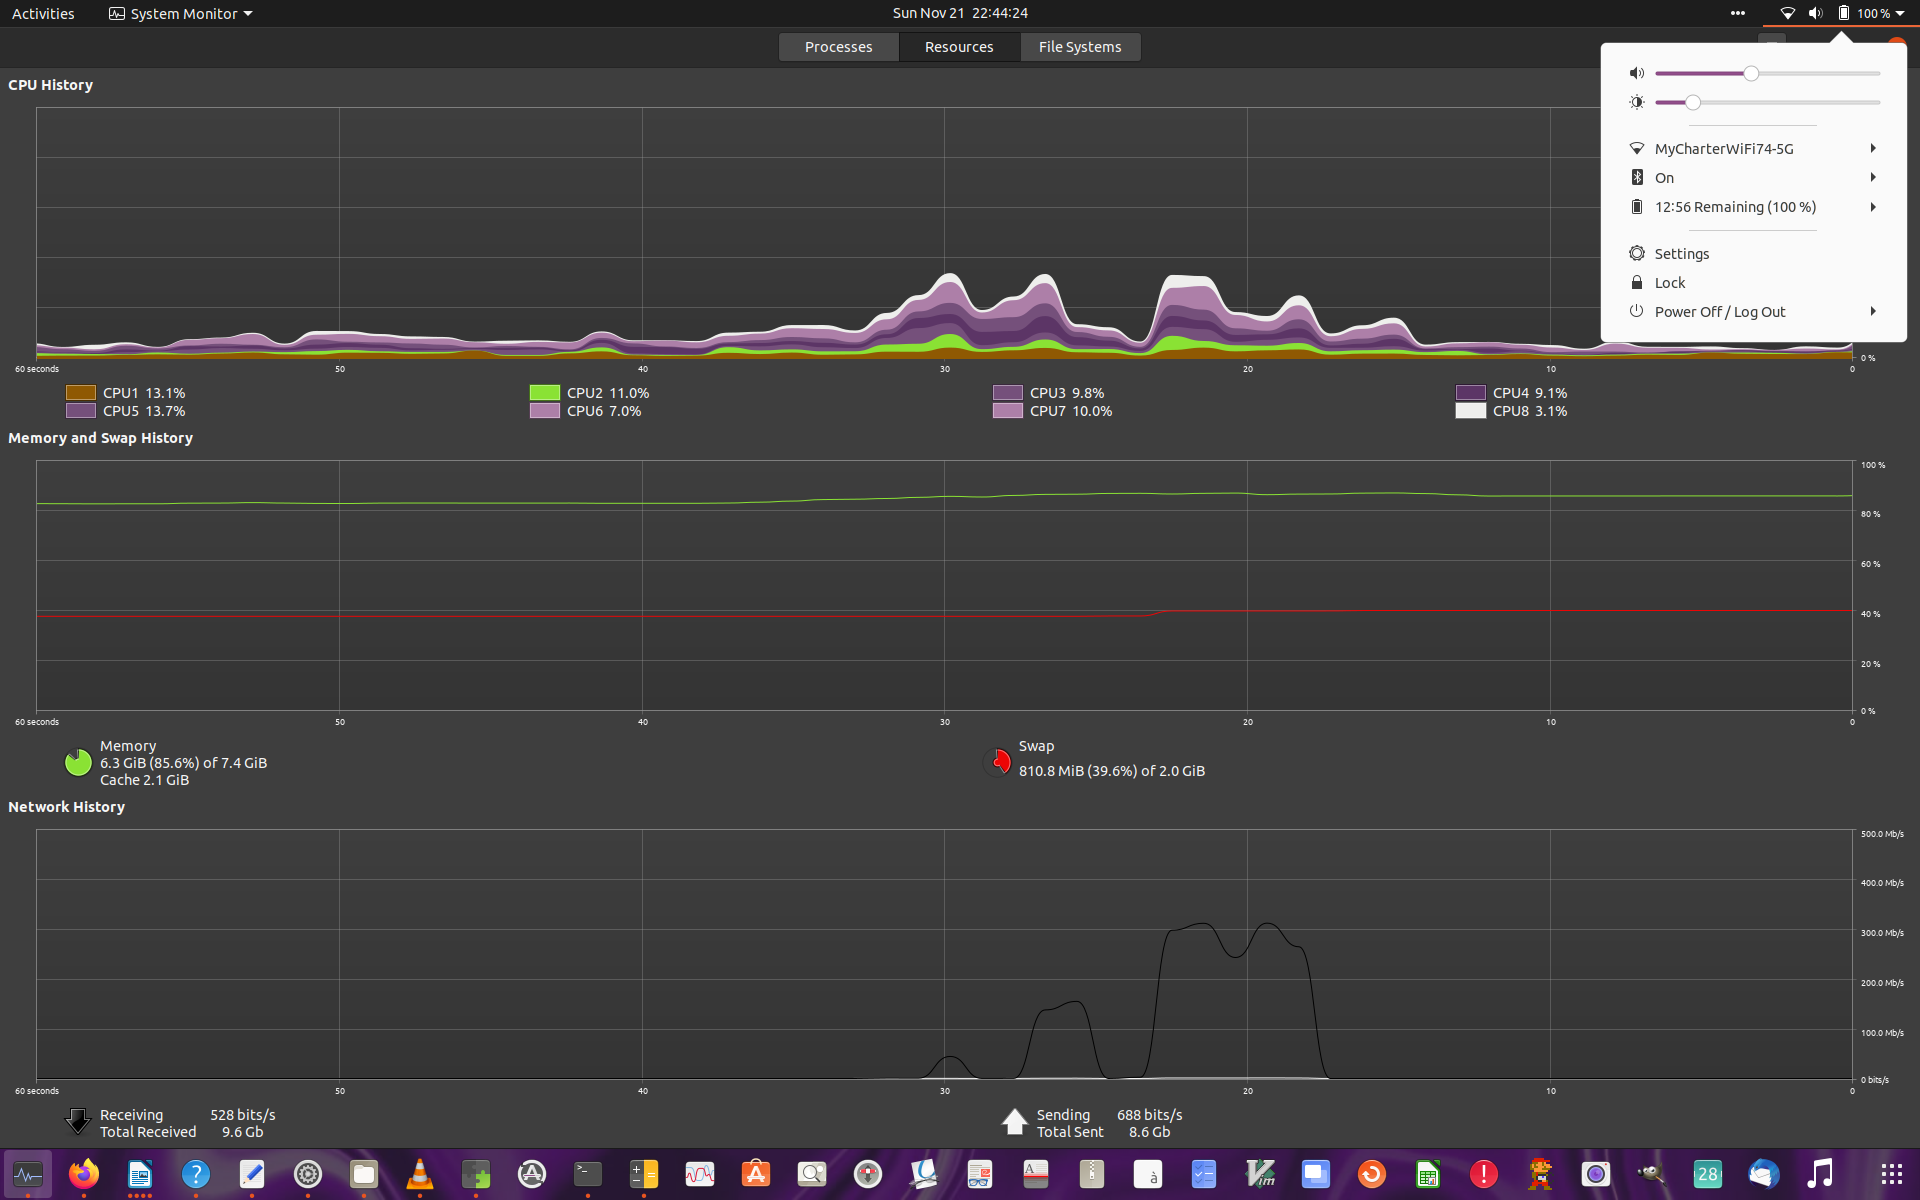 Activities
System Monitor
Sun Nov 21 22:44:24
100 %
Processes
Resources
File Systems
CPU History
MyCharterWiFi74-5G
On
12:56 Remaining (100 %)
Settings
Lock
Power Off / Log Out
0 %
60 seconds 50 40 30 20 10 0
CPU1 13.1% CPU2 11.0% CPU3 9.8% CPU4 9.1%
CPU5 13.7% CPU6 7.0% CPU7 10.0% CPU8 3.1%
Memory and Swap History
100 %
80 %
60 %
40 %
20 %
0 %
60 seconds 50 40 30 20 10 0
Memory
6.3 GiB (85.6%) of 7.4 GiB
Cache 2.1 GiB
Swap
810.8 MiB (39.6%) of 2.0 GiB
Network History
500.0 Mb/s
400.0 Mb/s
300.0 Mb/s
200.0 Mb/s
100.0 Mb/s
0 bits/s
60 seconds 50 40 30 20 10 0
Receiving 528 bits/s
Total Received 9.6 Gb
Sending 688 bits/s
Total Sent 8.6 Gb
?
>_
A
à
Vim
28